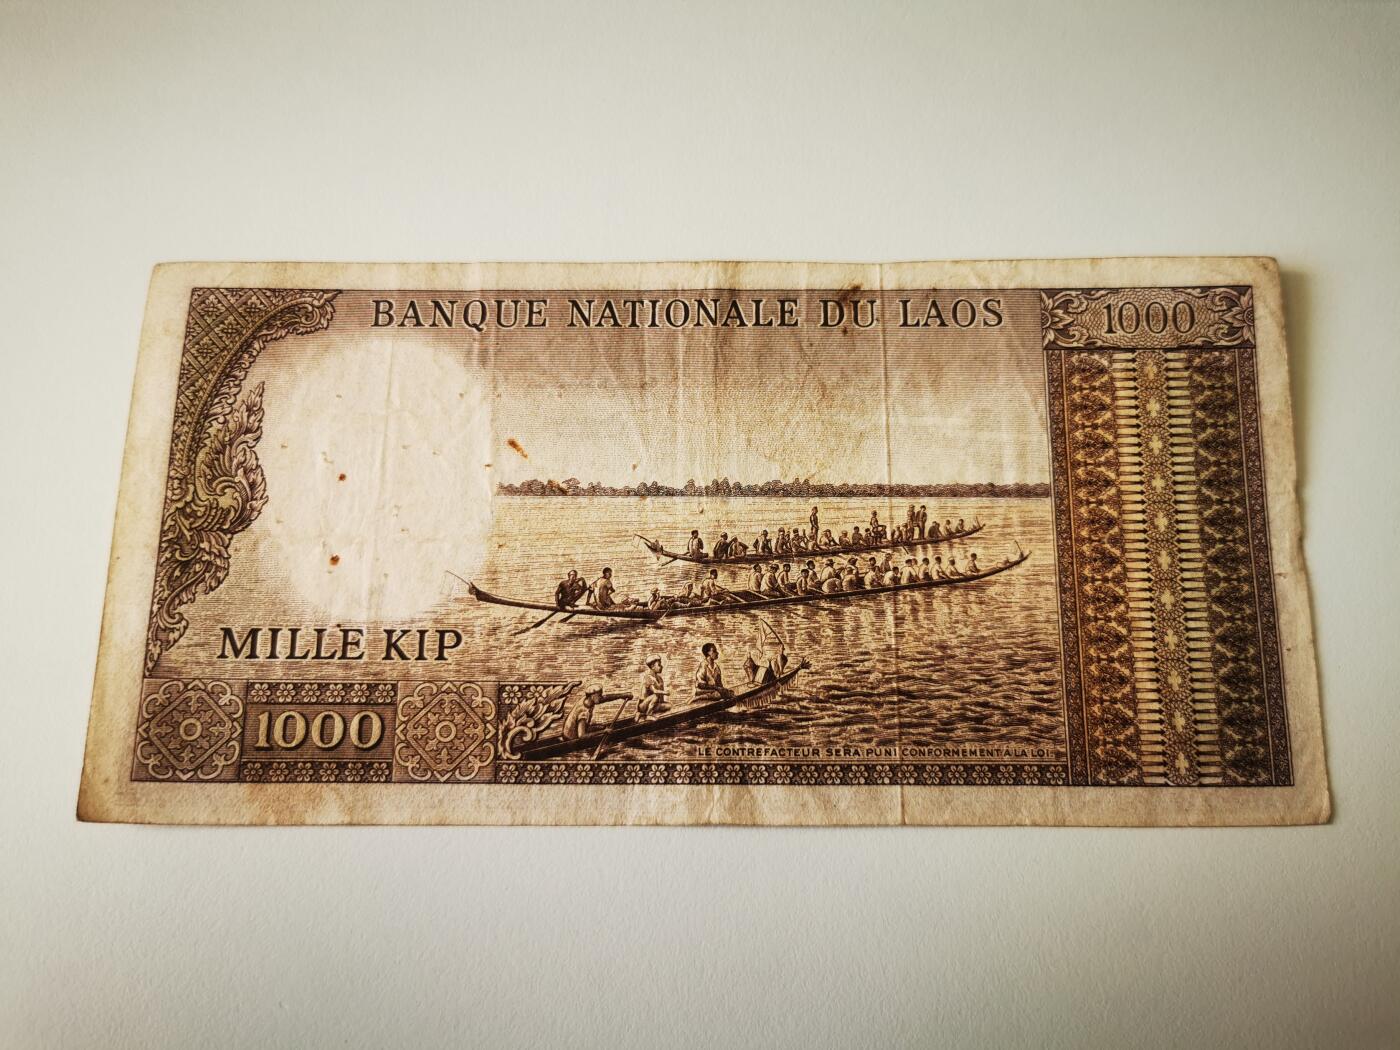 BANQUE NATIONALE DU LAOS
1000
MILLE KIP
1000
LE CONTREFACTEUR SERA PUNI CONFORMEMENT A LA LOI